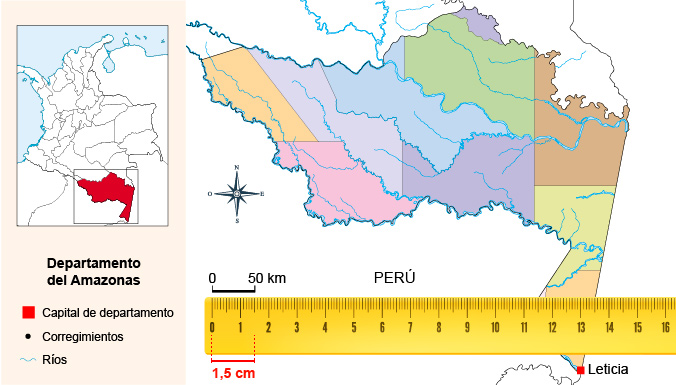 Departamento
del Amazonas
Capital de departamento
Corregimientos
Ríos
N
O E
S
0 50 km
PERÚ
0 1 2 3 4 5 6 7 8 9 10 11 12 13 14 15 16
1,5 cm
Leticia